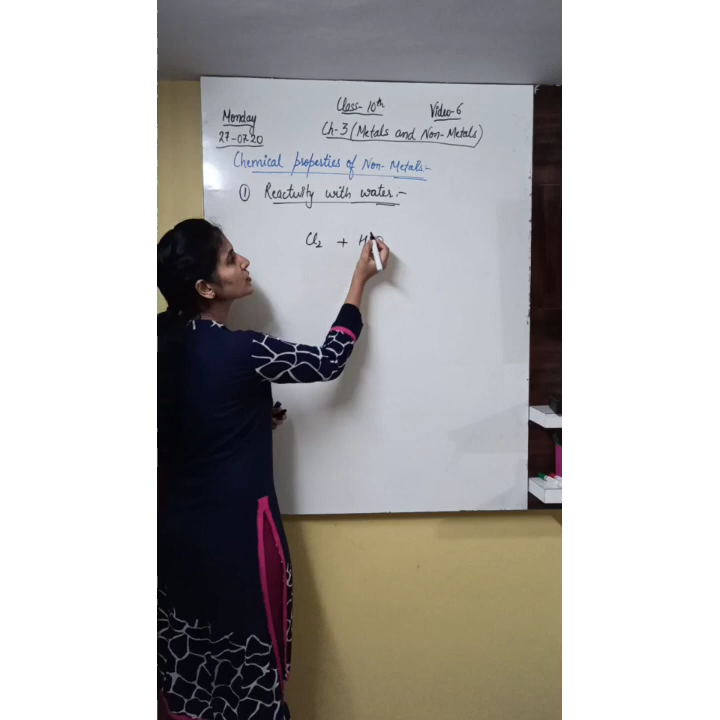 Class- 10th Video-6
Monday
27-07-20 Ch-3 (Metals and Non-Metals)
Chemical properties of Non-Metals:-
① Reactivity with water:-
Cl₂ + H